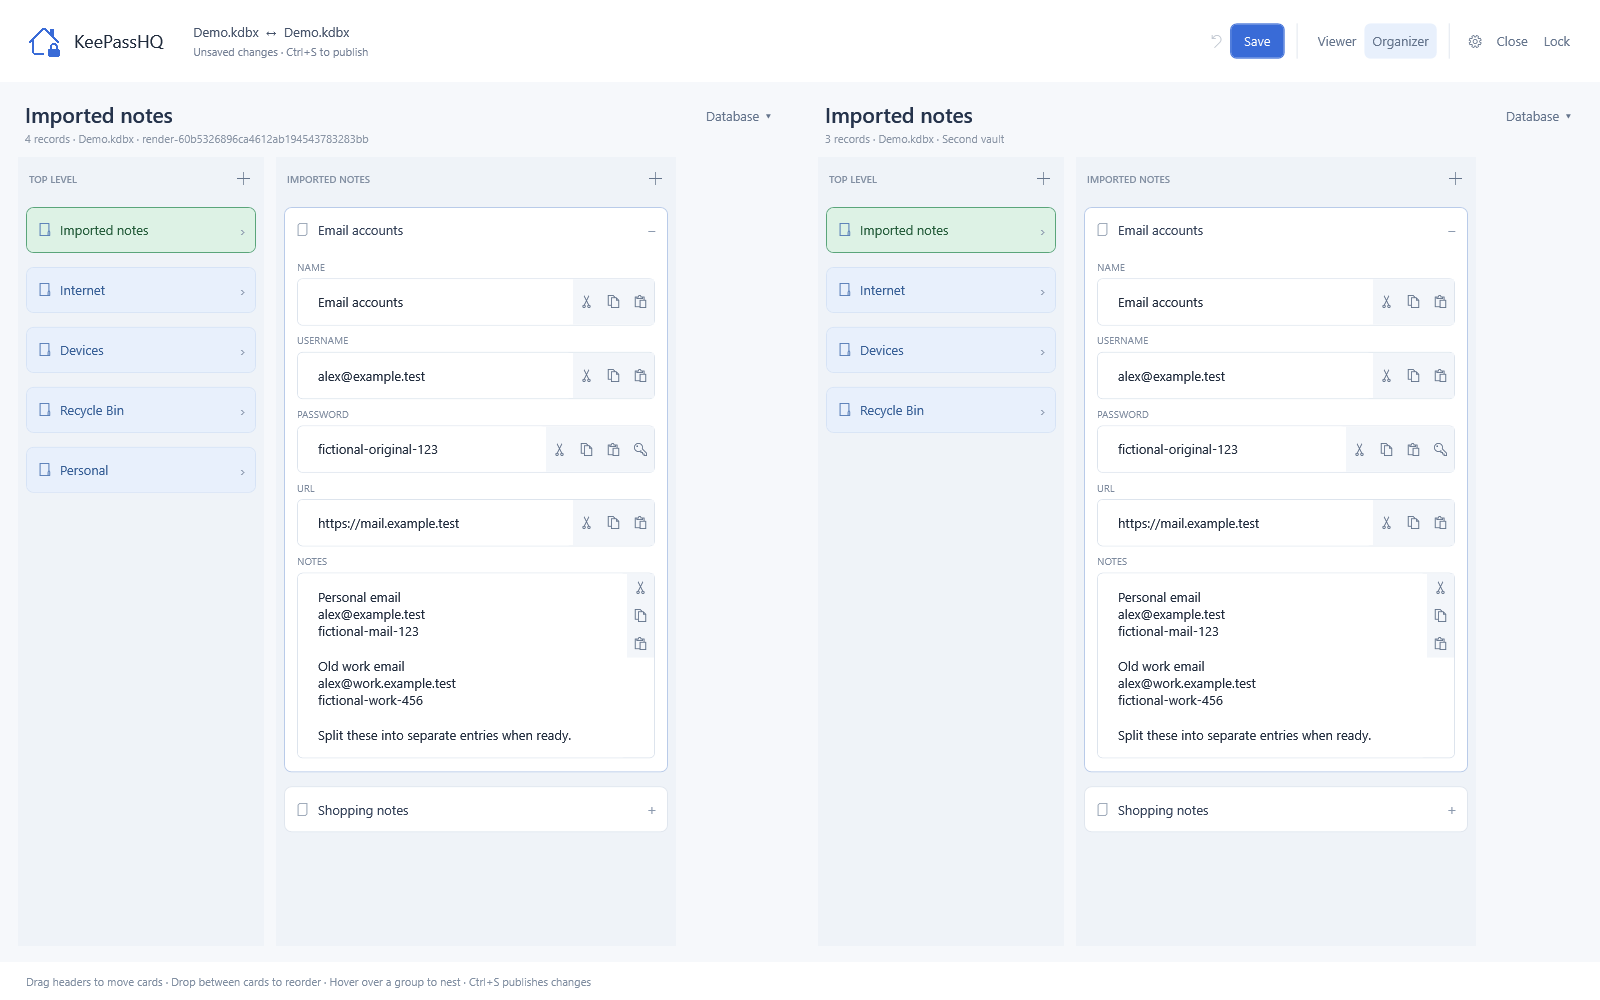 KeePassHQ
Demo.kdbx ↔ Demo.kdbx
Unsaved changes · Ctrl+S to publish
Save
Viewer
Organizer
Close
Lock
Imported notes
4 records · Demo.kdbx · render-60b5326896ca4612ab194543783283bb
Database
TOP LEVEL
Imported notes
Internet
Devices
Recycle Bin
Personal
IMPORTED NOTES
Email accounts
NAME
Email accounts
USERNAME
alex@example.test
PASSWORD
fictional-original-123
URL
https://mail.example.test
NOTES
Personal email
alex@example.test
fictional-mail-123
Old work email
alex@work.example.test
fictional-work-456
Split these into separate entries when ready.
Shopping notes
Imported notes
3 records · Demo.kdbx · Second vault
Database
TOP LEVEL
Imported notes
Internet
Devices
Recycle Bin
IMPORTED NOTES
Email accounts
NAME
Email accounts
USERNAME
alex@example.test
PASSWORD
fictional-original-123
URL
https://mail.example.test
NOTES
Personal email
alex@example.test
fictional-mail-123
Old work email
alex@work.example.test
fictional-work-456
Split these into separate entries when ready.
Shopping notes
Drag headers to move cards · Drop between cards to reorder · Hover over a group to nest · Ctrl+S publishes changes